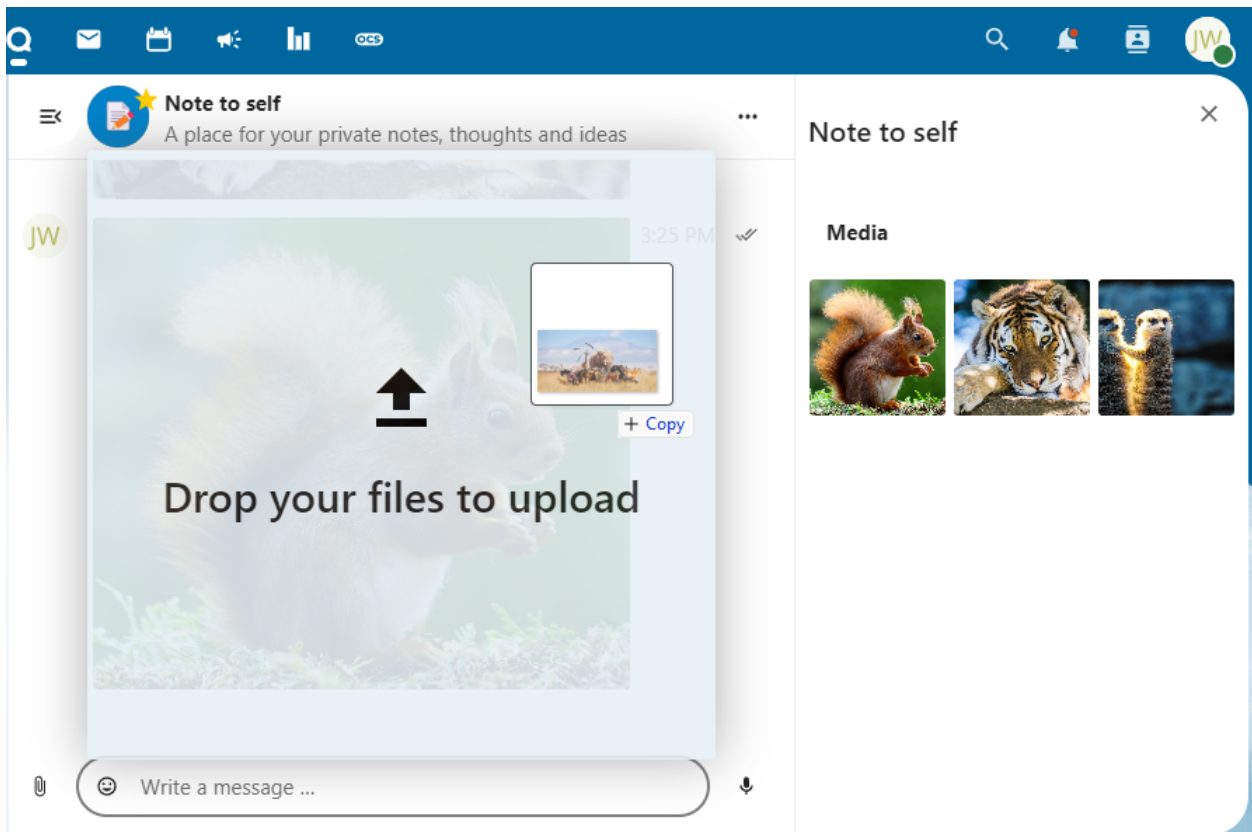 ocs
JW
Note to self
A place for your private notes, thoughts and ideas
Note to self
JW
3:25 PM
Media
+ Copy
Drop your files to upload
Write a message ...